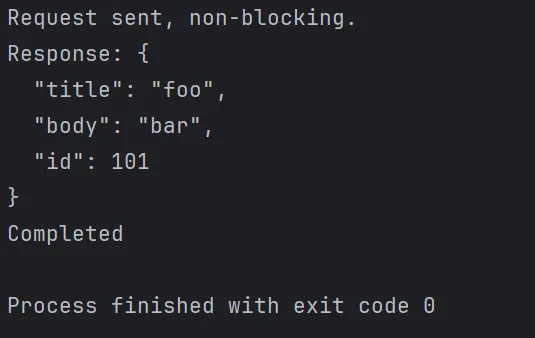 Request sent, non-blocking.
Response: {
  "title": "foo",
  "body": "bar",
  "id": 101
}
Completed

Process finished with exit code 0